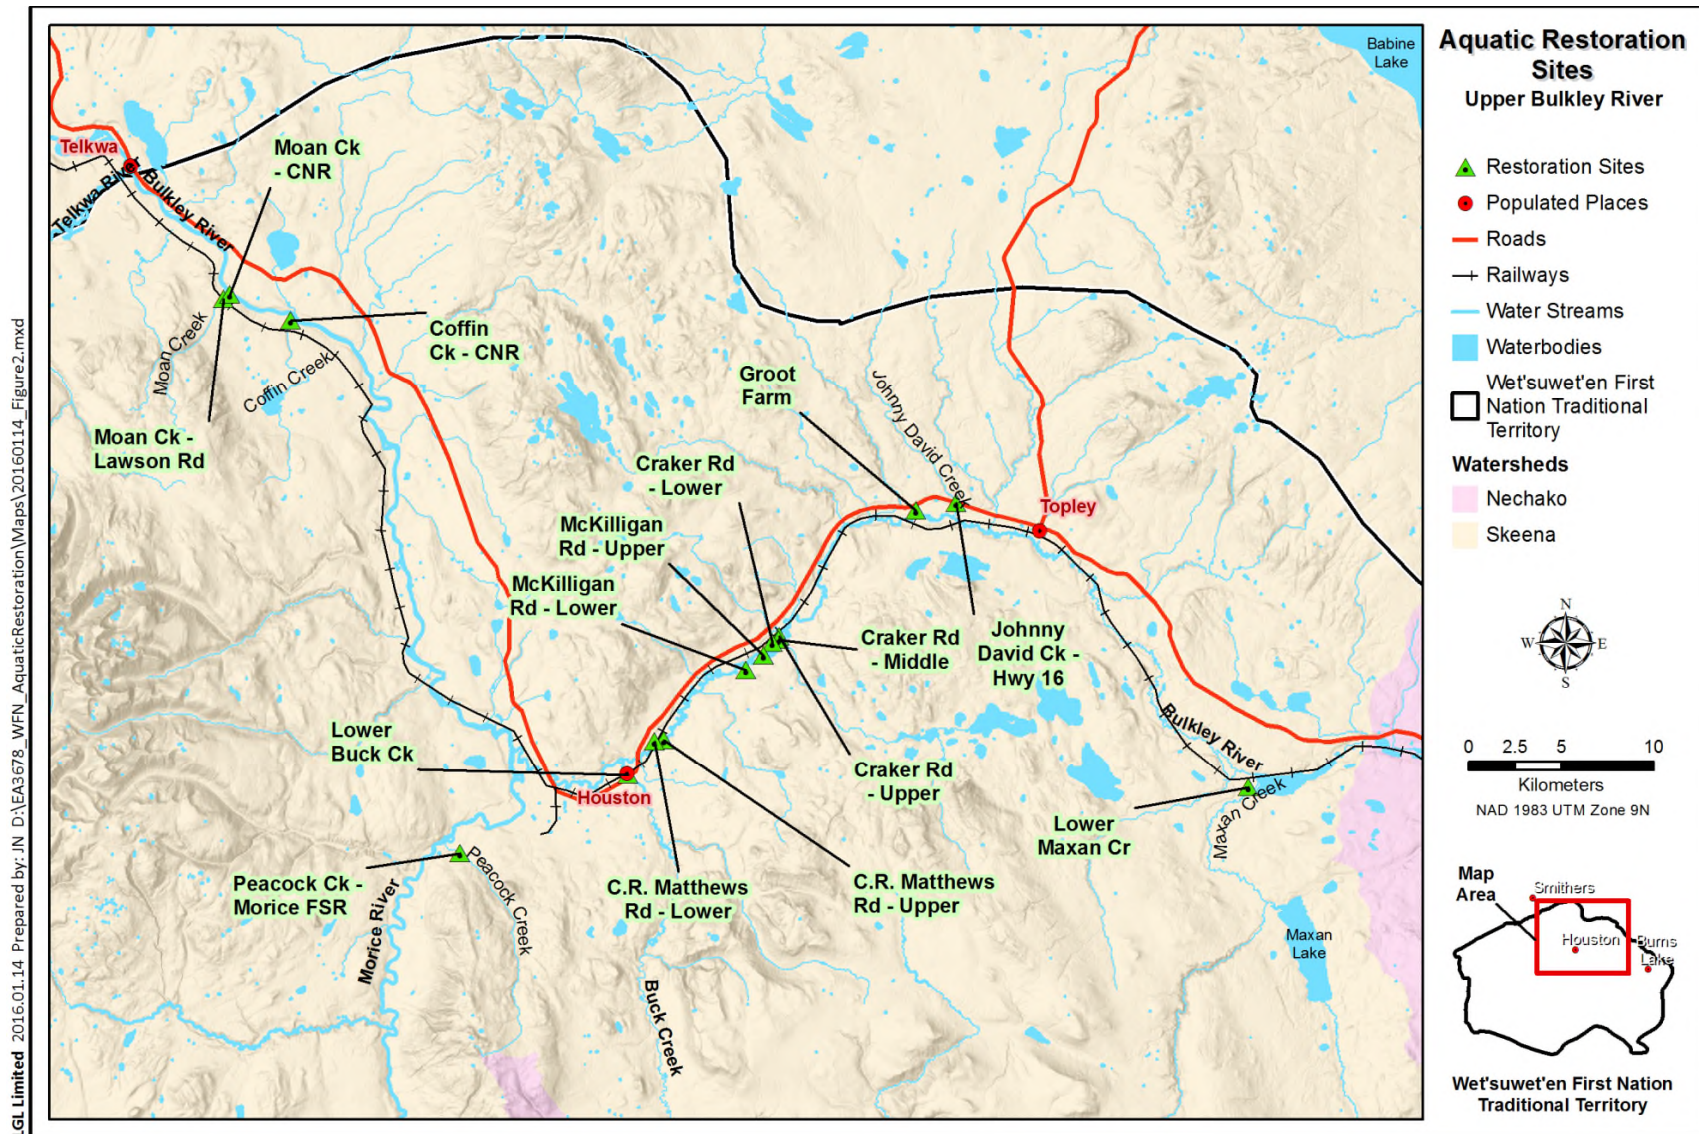 Aquatic Restoration
Sites
Upper Bulkley River
Restoration Sites
Populated Places
Roads
Railways
Water Streams
Waterbodies
Wet'suwet'en First
Nation Traditional
Territory
Watersheds
Nechako
Skeena
N
W
E
S
0 2.5 5 10
Kilometers
NAD 1983 UTM Zone 9N
Map
Area
Smithers
Houston
Burns
Lake
Wet'suwet'en First Nation
Traditional Territory
Babine
Lake
Telkwa
Telkwa River
Bulkley River
Moan Ck
- CNR
Moan Creek
Coffin Creek
Coffin
Ck - CNR
Moan Ck -
Lawson Rd
Groot
Farm
Johnny David Creek
Craker Rd
- Lower
McKilligan
Rd - Upper
McKilligan
Rd - Lower
Topley
Craker Rd
- Middle
Johnny
David Ck -
Hwy 16
Lower
Buck Ck
Houston
Craker Rd
- Upper
Bulkley River
Lower
Maxan Cr
Maxan Creek
Peacock Ck -
Morice FSR
Peacock Creek
Morice River
C.R. Matthews
Rd - Lower
C.R. Matthews
Rd - Upper
Buck Creek
Maxan
Lake
LGL Limited 2016.01.14 Prepared by: JN D:\EA3678_WFN_AquaticRestoration\Maps\20160114_Figure2.mxd